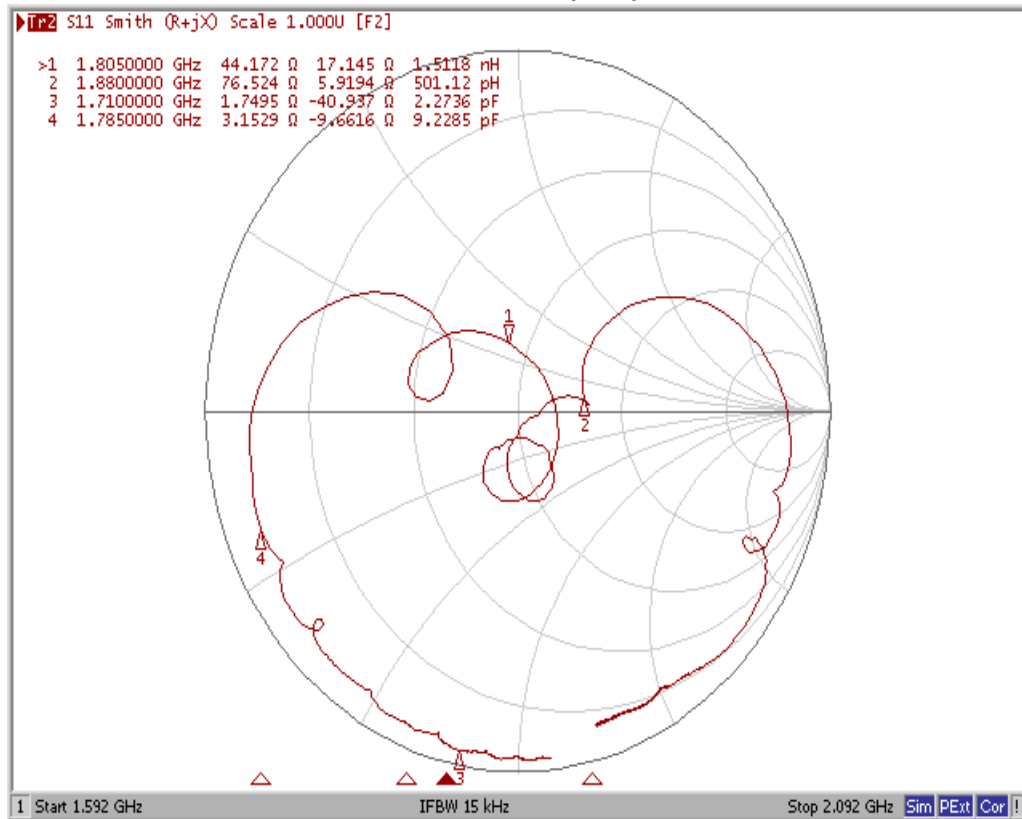 Tr2 S11 Smith (R+jX) Scale 1.000U [F2]
>1 1.8050000 GHz 44.172 Ω 17.145 Ω 1.5118 nH
2 1.8800000 GHz 76.524 Ω 5.9194 Ω 501.12 pH
3 1.7100000 GHz 1.7495 Ω -40.937 Ω 2.2736 pF
4 1.7850000 GHz 3.1529 Ω -9.6616 Ω 9.2285 pF
1
2
4
3
1 Start 1.592 GHz IFBW 15 kHz Stop 2.092 GHz Sim PExt Cor !